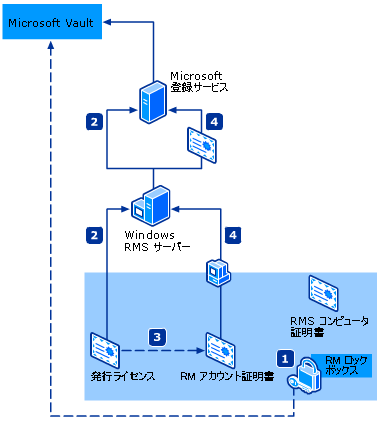 Microsoft Vault
Microsoft
登録サービス
2
4
Windows
RMS サーバー
2
4
RMS コンピュータ
証明書
3
1
RM ロック
ボックス
発行ライセンス
RM アカウント証明書